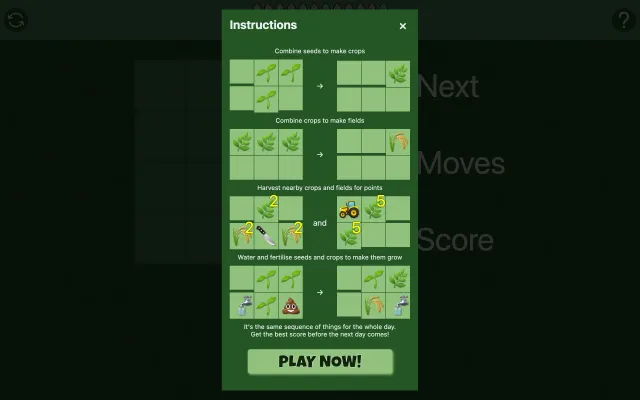 Instructions
×
?
Combine seeds to make crops
→
Next
Combine crops to make fields
→
Moves
Harvest nearby crops and fields for points
2
5
2
2
and
5
Score
Water and fertilise seeds and crops to make them grow
→
It's the same sequence of things for the whole day.
Get the best score before the next day comes!
PLAY NOW!